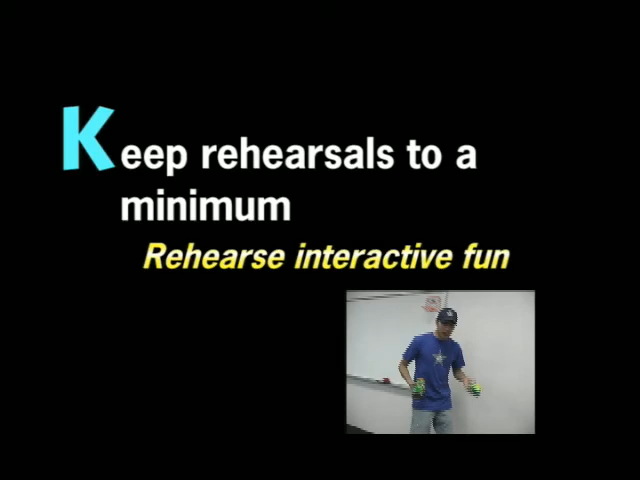 Keep rehearsals to a
minimum
Rehearse interactive fun